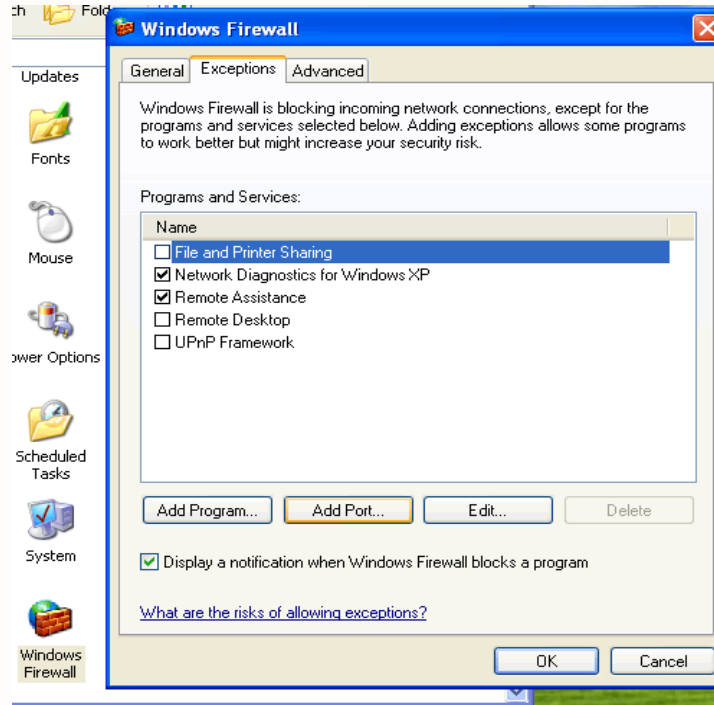 Windows Firewall
Updates
Fonts
Mouse
ower Options
Scheduled
Tasks
System
Windows
Firewall
General Exceptions Advanced
Windows Firewall is blocking incoming network connections, except for the
programs and services selected below. Adding exceptions allows some programs
to work better but might increase your security risk.
Programs and Services:
Name
File and Printer Sharing
Network Diagnostics for Windows XP
Remote Assistance
Remote Desktop
UPnP Framework
Add Program... Add Port... Edit... Delete
Display a notification when Windows Firewall blocks a program
What are the risks of allowing exceptions?
OK Cancel